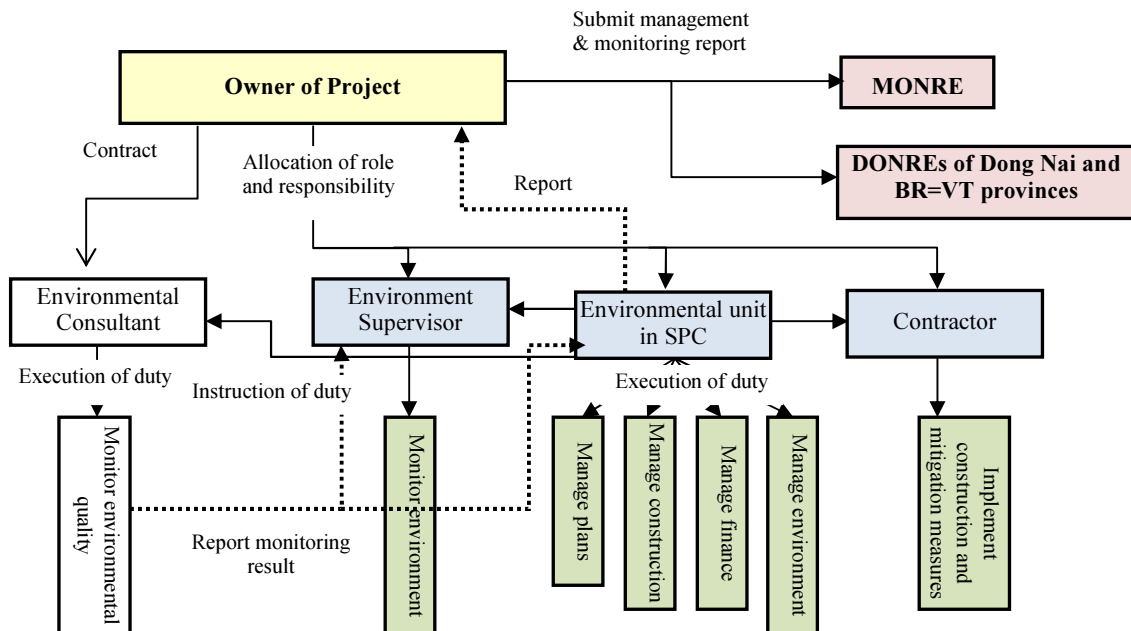 Submit management
& monitoring report
Owner of Project
MONRE
Contract
Allocation of role
and responsibility
Report
DONREs of Dong Nai and
BR=VT provinces
Environmental
Consultant
Environment
Supervisor
Environmental unit
in SPC
Contractor
Execution of duty
Instruction of duty
Execution of duty
Monitor environmental
quality
Report monitoring
result
Monitor environment
Manage plans
Manage construction
Manage finance
Manage environment
Implement
construction and
mitigation measures